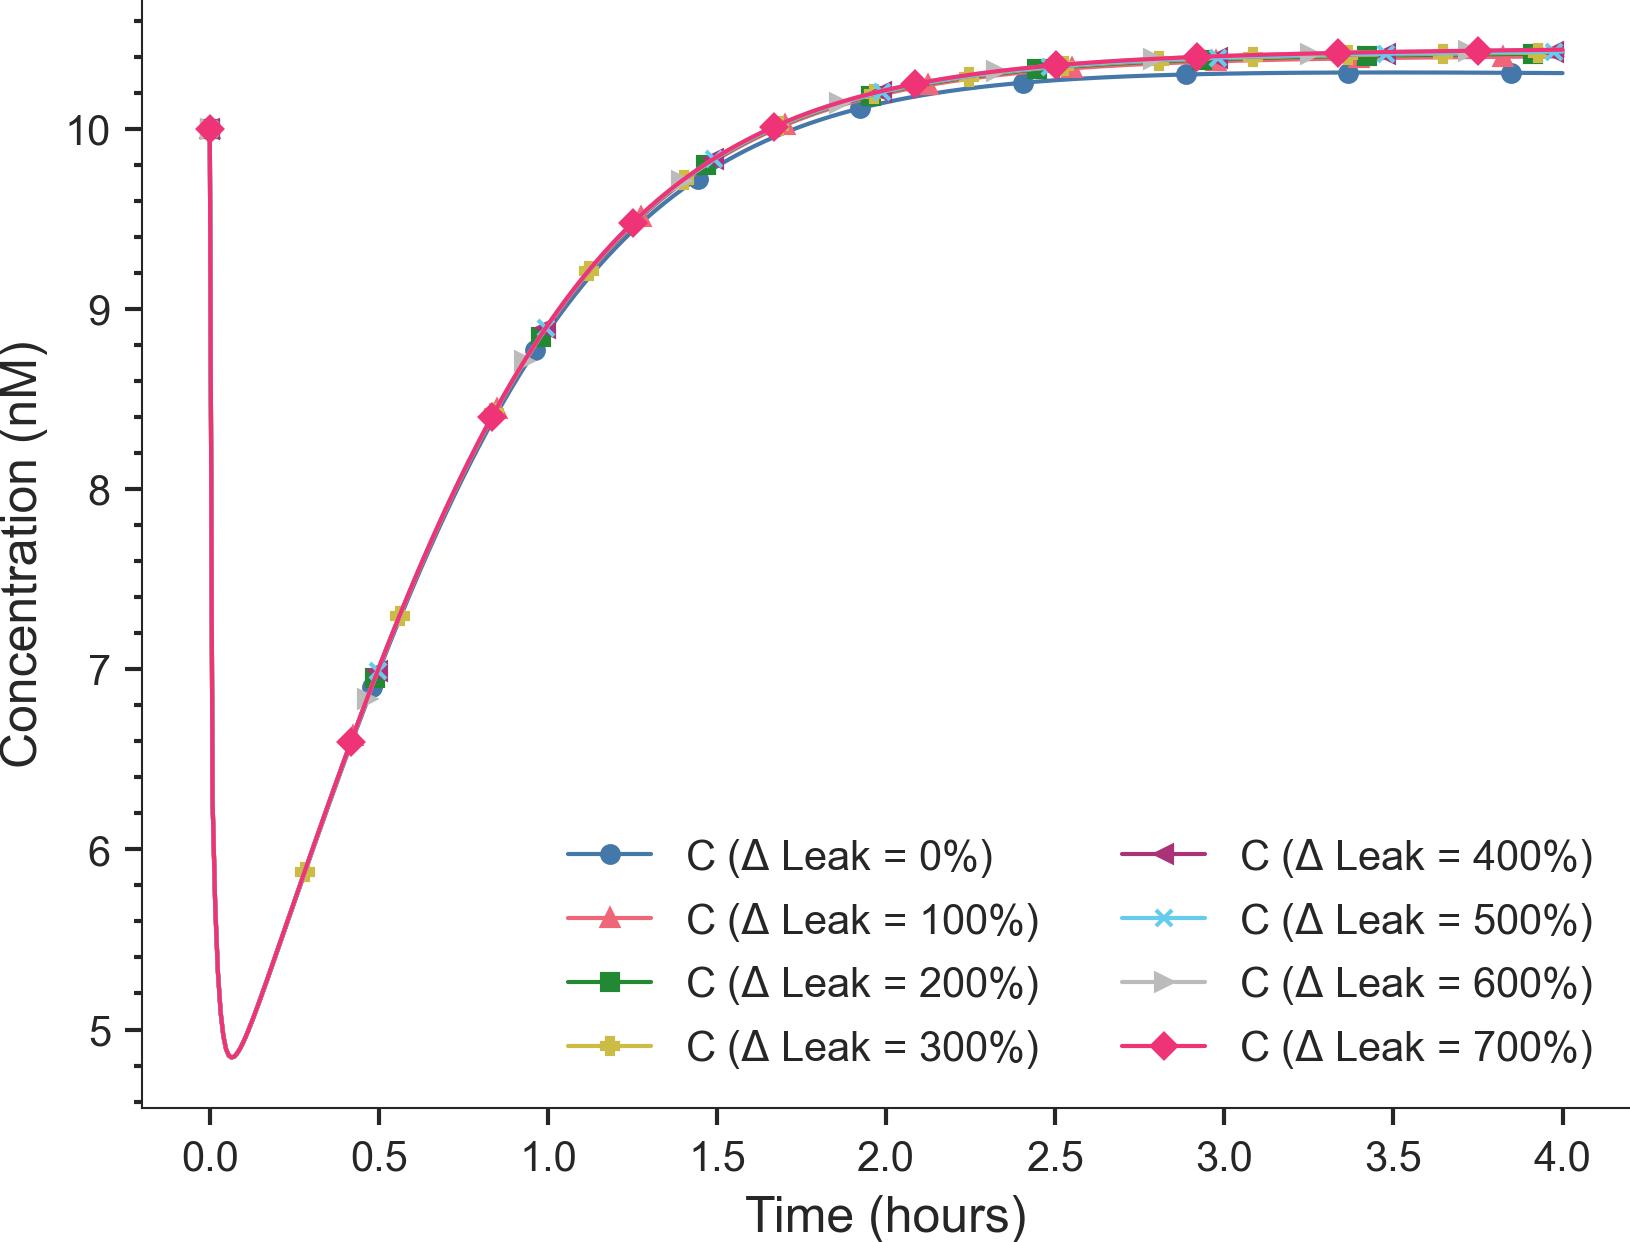 Concentration (nM)
10
9
8
7
6
5
C (Δ Leak = 0%)
C (Δ Leak = 100%)
C (Δ Leak = 200%)
C (Δ Leak = 300%)
C (Δ Leak = 400%)
C (Δ Leak = 500%)
C (Δ Leak = 600%)
C (Δ Leak = 700%)
0.0 0.5 1.0 1.5 2.0 2.5 3.0 3.5 4.0
Time (hours)